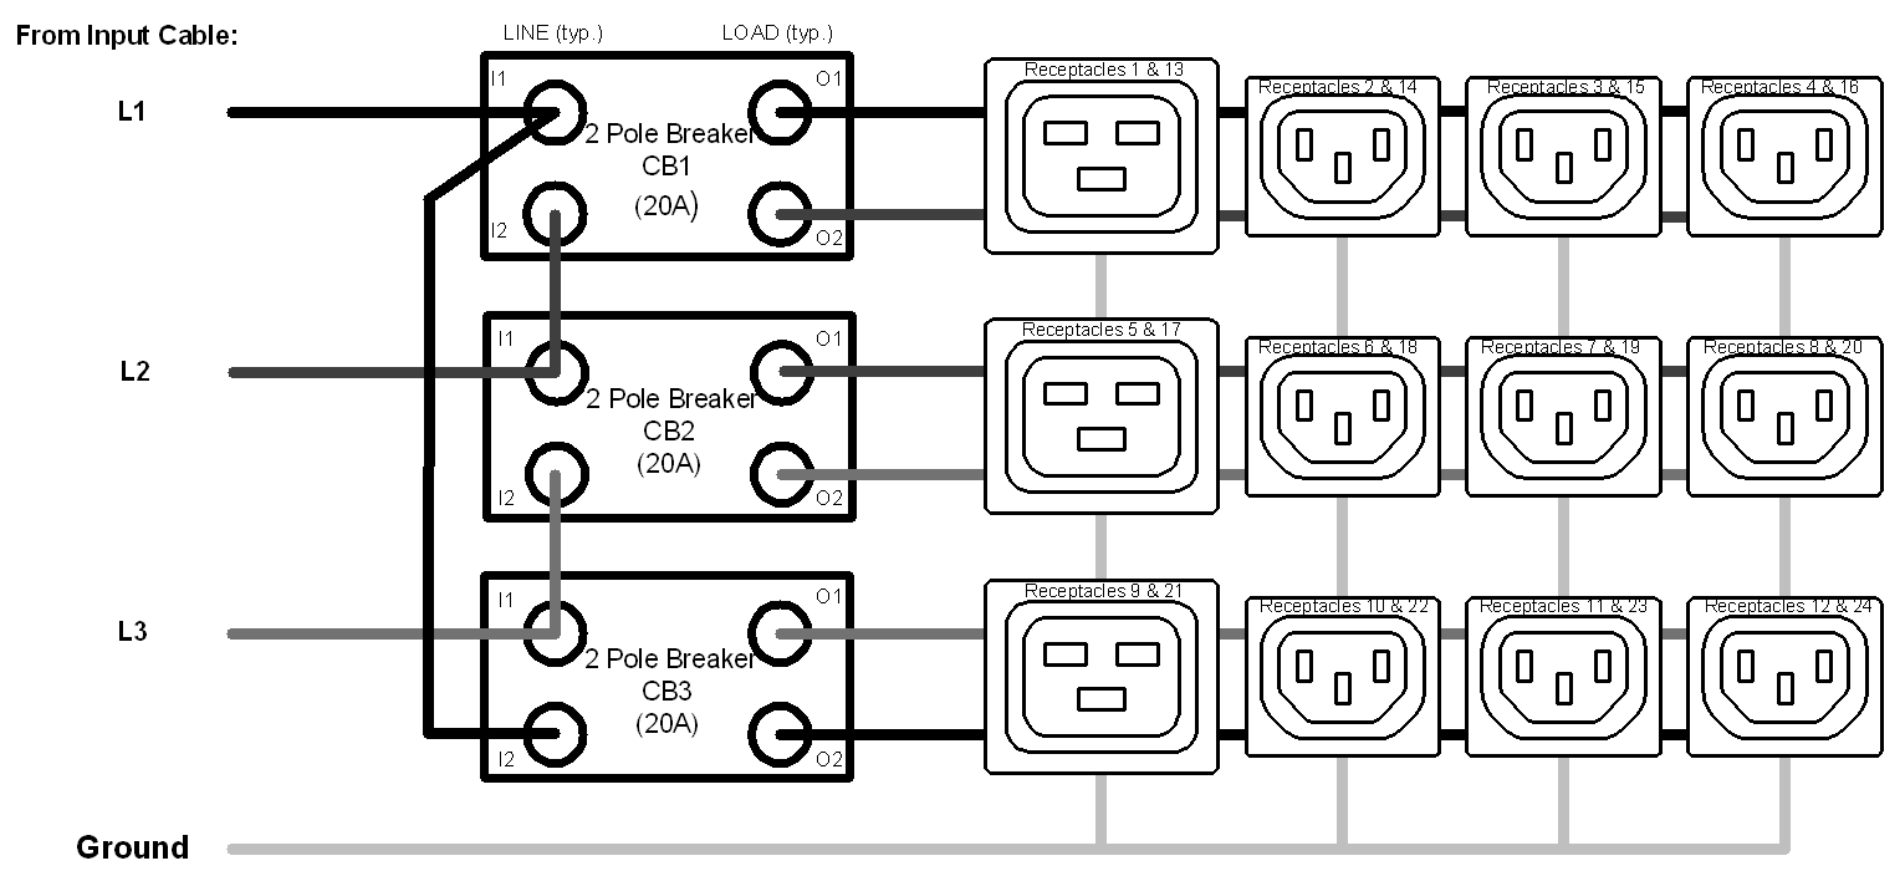 From Input Cable:
LINE (typ.)
LOAD (typ.)
L1
I1
O1
2 Pole Breaker
CB1
(20A)
I2
O2
Receptacles 1 & 13
Receptacles 2 & 14
Receptacles 3 & 15
Receptacles 4 & 16
L2
I1
O1
2 Pole Breaker
CB2
(20A)
I2
O2
Receptacles 5 & 17
Receptacles 6 & 18
Receptacles 7 & 19
Receptacles 8 & 20
L3
I1
O1
2 Pole Breaker
CB3
(20A)
I2
O2
Receptacles 9 & 21
Receptacles 10 & 22
Receptacles 11 & 23
Receptacles 12 & 24
Ground